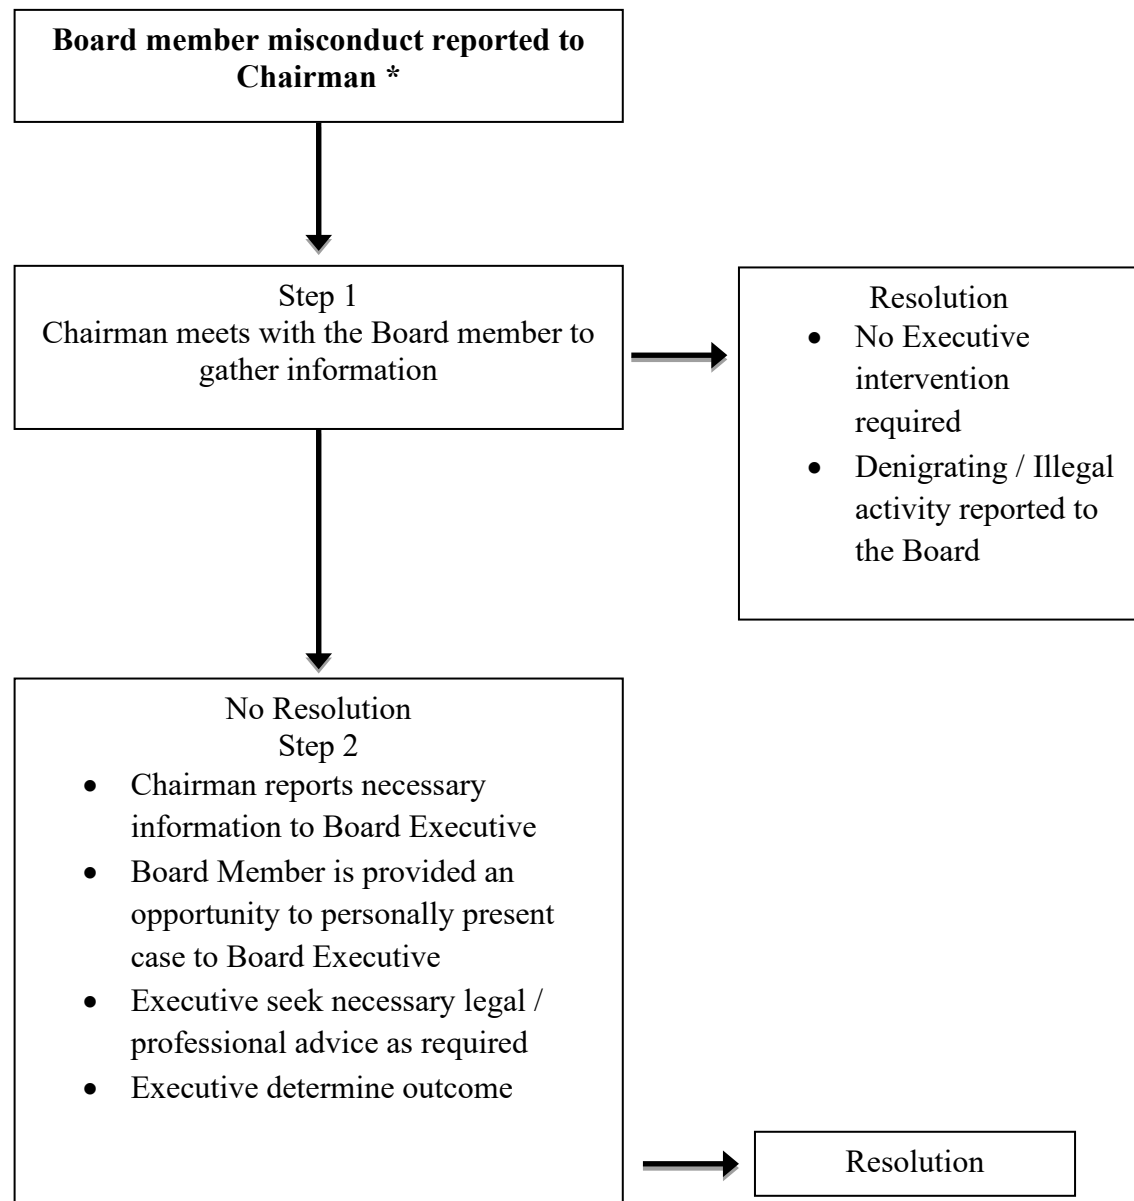 Board member misconduct reported to
Chairman *
Step 1
Chairman meets with the Board member to
gather information
Resolution
• No Executive
intervention
required
• Denigrating / Illegal
activity reported to
the Board
No Resolution
Step 2
• Chairman reports necessary
information to Board Executive
• Board Member is provided an
opportunity to personally present
case to Board Executive
• Executive seek necessary legal /
professional advice as required
• Executive determine outcome
Resolution